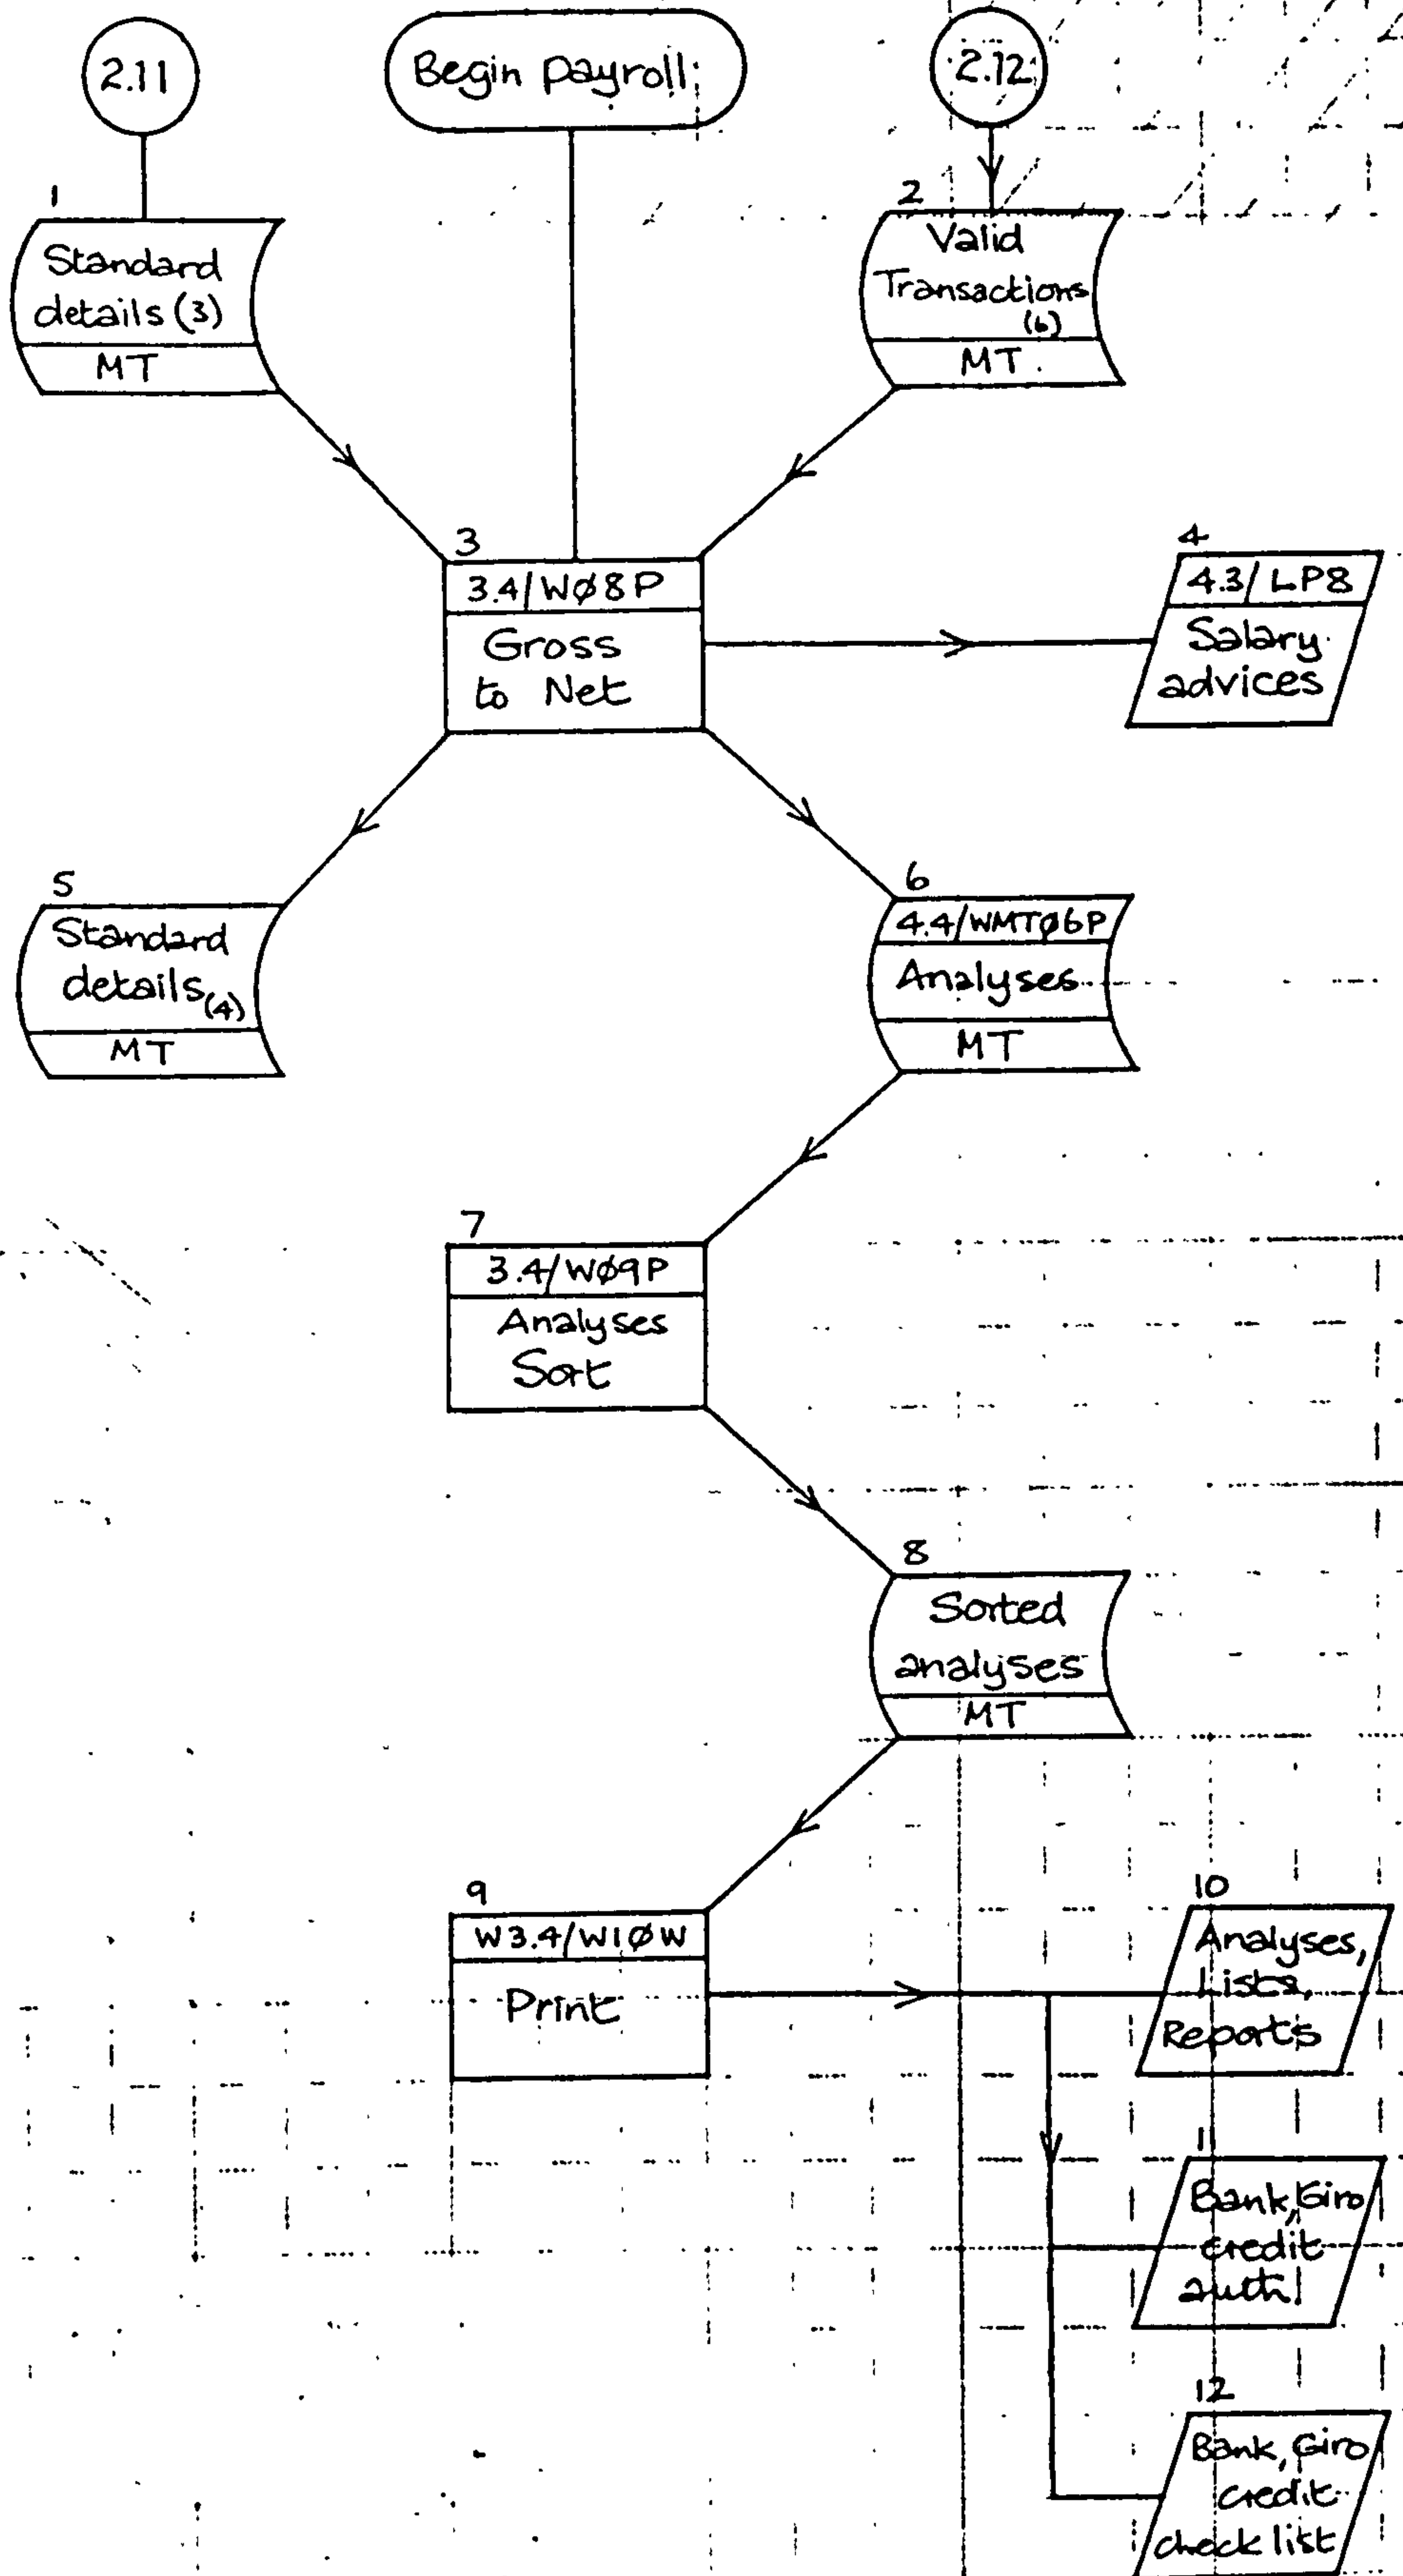 2.11
Begin payroll
2.12
1
Standard
details (3)
MT
2
Valid
Transactions
(6)
MT.
3
3.4/WØ8P
Gross
to Net
4
4.3/LP8
Salary
advices
5
Standard
details (4)
MT
6
4.4/WMTØ6P
Analyses
MT
7
3.4/WØ9P
Analyses
Sort
8
Sorted
analyses
MT
9
W3.4/W1ØW
Print
10
Analyses,
Lists,
Reports
11
Bank, Giro
credit
auth
12
Bank, Giro
credit
check list